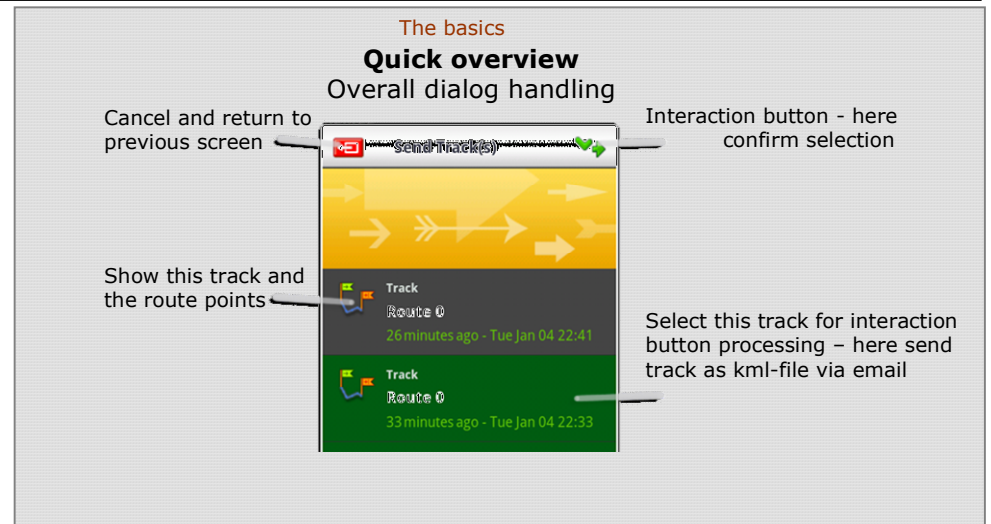 The basics
Quick overview
Overall dialog handling
Cancel and return to
previous screen
Interaction button - here
confirm selection
Send Track(s)
Show this track and
the route points
Track
Route 0
26 minutes ago - Tue Jan 04 22:41
Select this track for interaction
button processing – here send
track as kml-file via email
Track
Route 0
33 minutes ago - Tue Jan 04 22:33